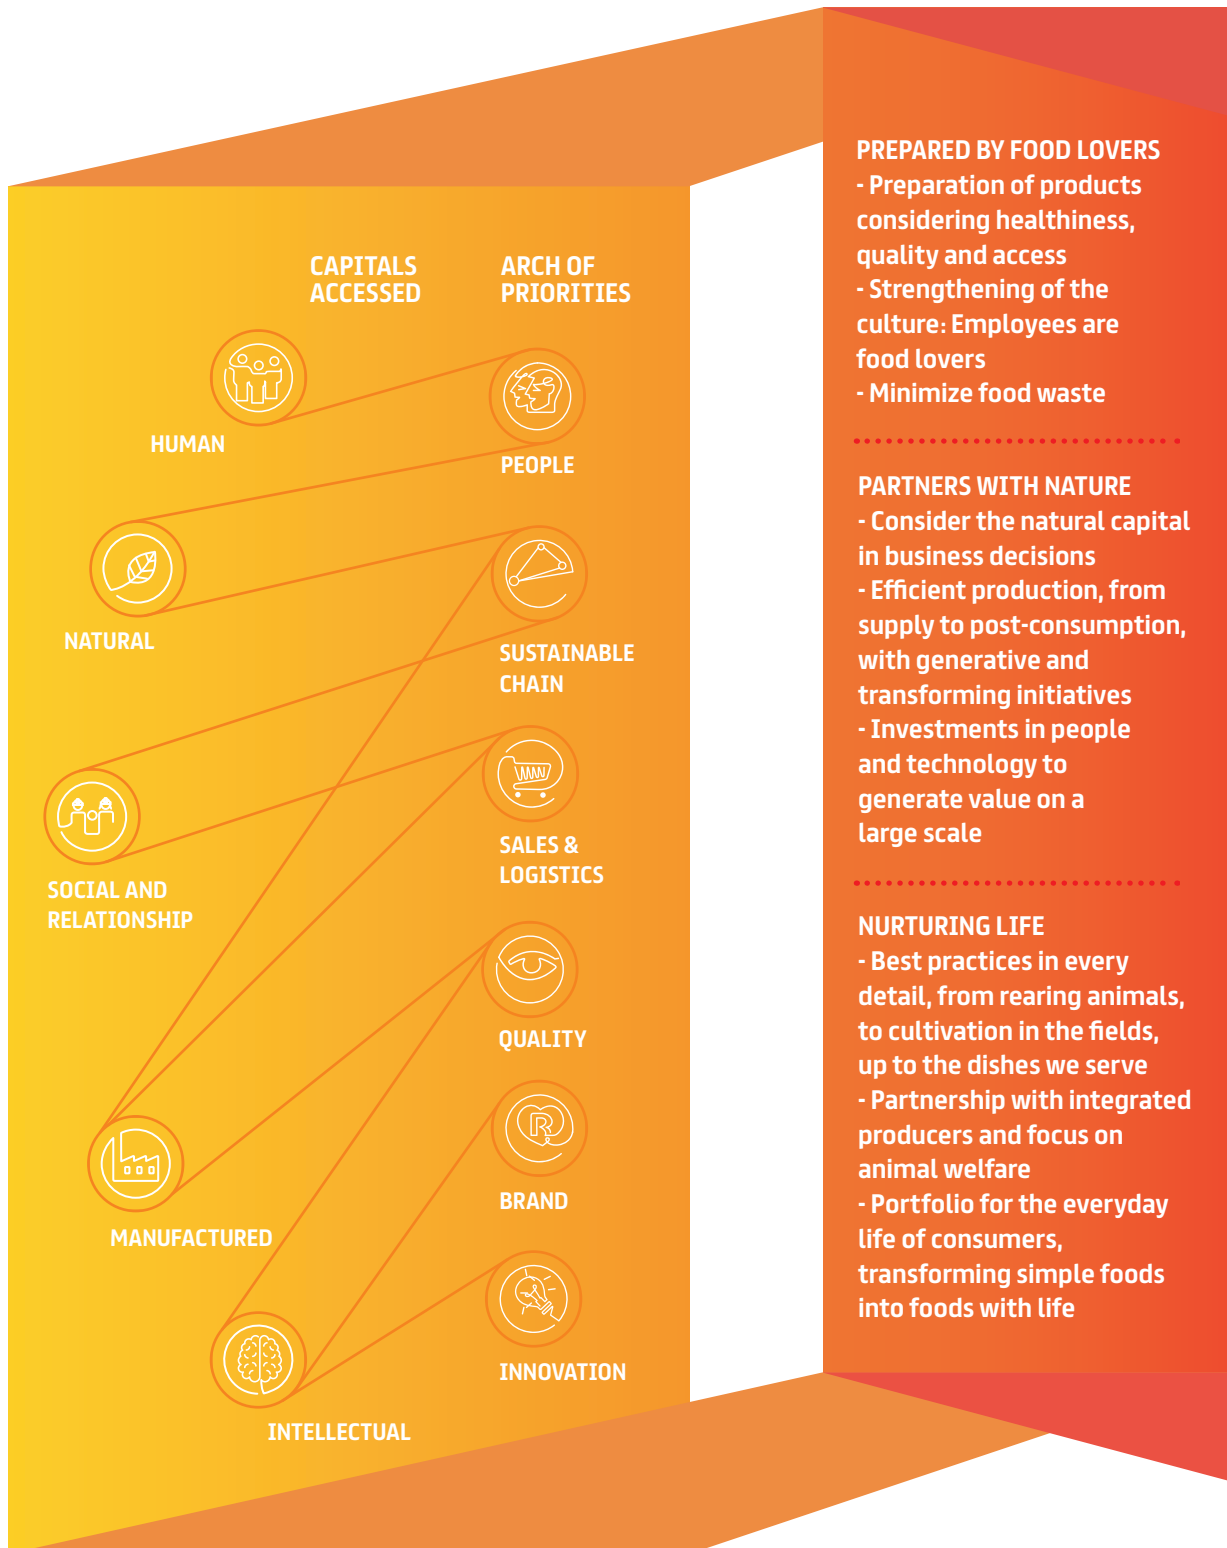 CAPITALS
ACCESSED
ARCH OF
PRIORITIES
HUMAN
NATURAL
SOCIAL AND
RELATIONSHIP
MANUFACTURED
INTELLECTUAL
PEOPLE
SUSTAINABLE
CHAIN
SALES &
LOGISTICS
QUALITY
R
BRAND
INNOVATION
PREPARED BY FOOD LOVERS
- Preparation of products
considering healthiness,
quality and access
- Strengthening of the
culture: Employees are
food lovers
- Minimize food waste
PARTNERS WITH NATURE
- Consider the natural capital
in business decisions
- Efficient production, from
supply to post-consumption,
with generative and
transforming initiatives
- Investments in people
and technology to
generate value on a
large scale
NURTURING LIFE
- Best practices in every
detail, from rearing animals,
to cultivation in the fields,
up to the dishes we serve
- Partnership with integrated
producers and focus on
animal welfare
- Portfolio for the everyday
life of consumers,
transforming simple foods
into foods with life